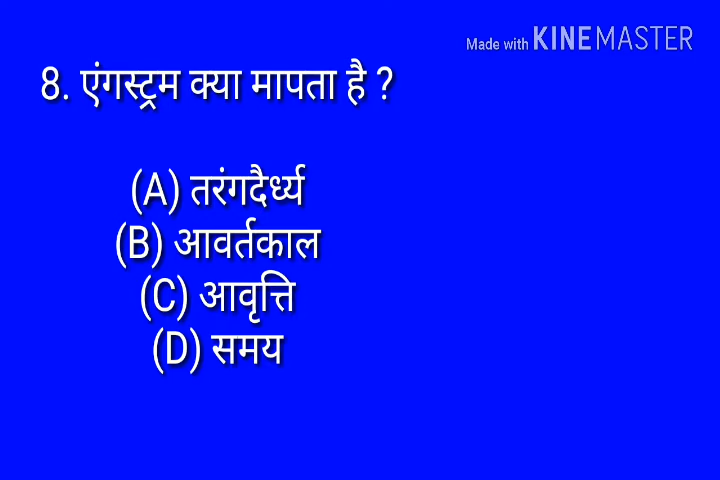 Made with KINEMASTER
8. एंगस्ट्रम क्या मापता है ?
(A) तरंगदैर्ध्य
(B) आवर्तकाल
(C) आवृत्ति
(D) समय